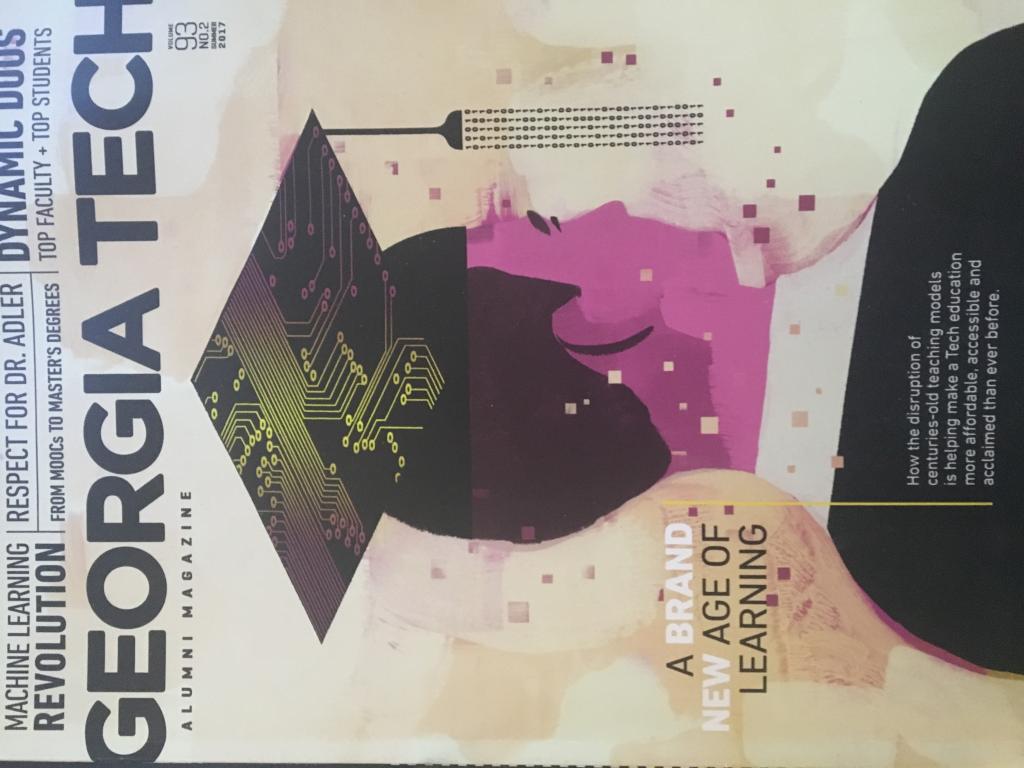 MACHINE LEARNING
REVOLUTION
RESPECT FOR DR. ADLER
FROM MOOCs TO MASTER'S DEGREES
DYNAMIC DUOS
TOP FACULTY + TOP STUDENTS
GEORGIA TECH
ALUMNI MAGAZINE
VOLUME
93
NO.2
SUMMER
2017
A BRAND
NEW AGE OF
LEARNING
How the disruption of
centuries-old teaching models
is helping make a Tech education
more affordable, accessible and
acclaimed than ever before.